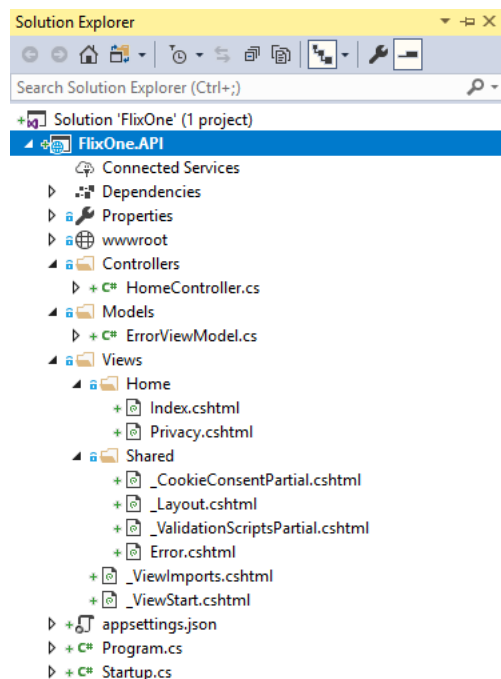 Solution Explorer
Search Solution Explorer (Ctrl+;)
Solution 'FlixOne' (1 project)
FlixOne.API
Connected Services
Dependencies
Properties
wwwroot
Controllers
C# HomeController.cs
Models
C# ErrorViewModel.cs
Views
Home
Index.cshtml
Privacy.cshtml
Shared
_CookieConsentPartial.cshtml
_Layout.cshtml
_ValidationScriptsPartial.cshtml
Error.cshtml
_ViewImports.cshtml
_ViewStart.cshtml
appsettings.json
C# Program.cs
C# Startup.cs